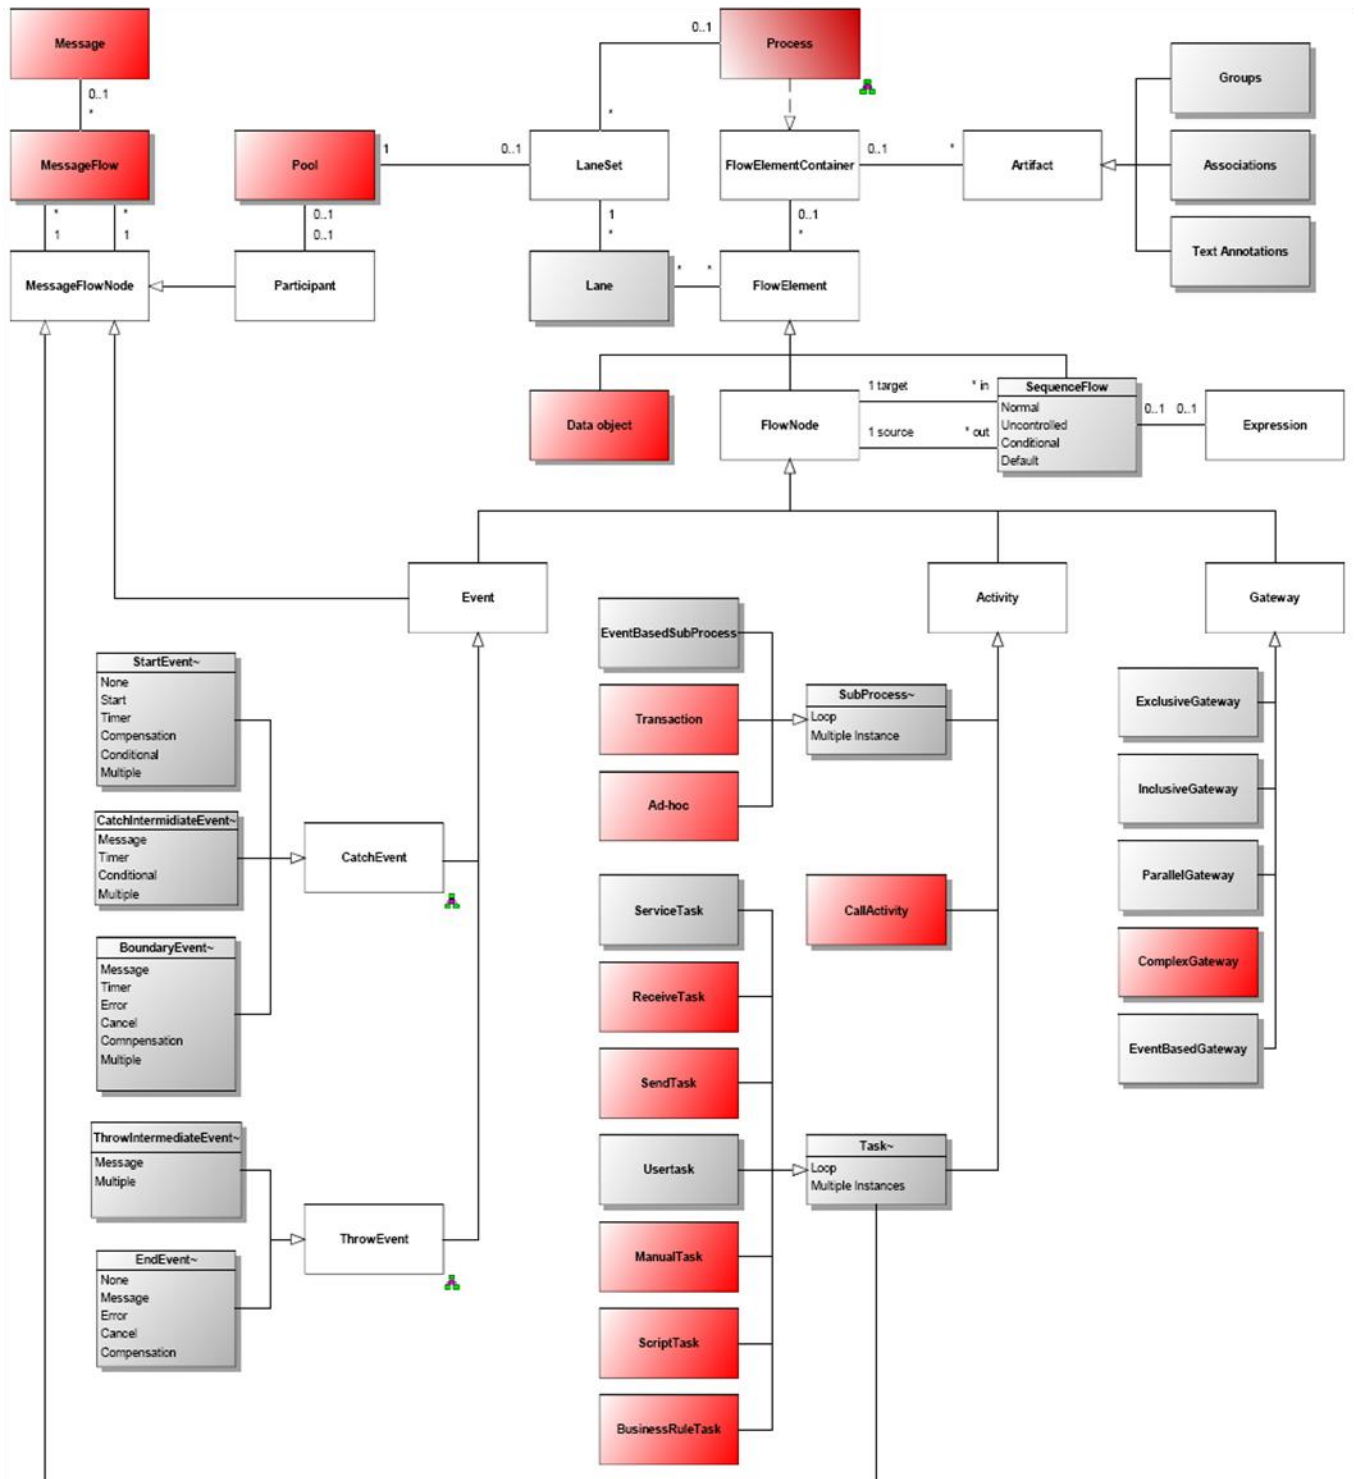 Message
0..1
Process
Groups
0..1
*
*
MessageFlow
Pool
1
0..1
LaneSet
FlowElementContainer
0..1
*
Artifact
Associations
*
*
0..1
1
0..1
1
1
0..1
*
*
Text Annotations
MessageFlowNode
Participant
Lane
*
*
FlowElement
Data object
FlowNode
1 target
* in
1 source
* out
SequenceFlow
Normal
Uncontrolled
Conditional
Default
0..1
0..1
Expression
Event
Activity
Gateway
StartEvent~
None
Start
Timer
Compensation
Conditional
Multiple
EventBasedSubProcess
Transaction
Ad-hoc
SubProcess~
Loop
Multiple Instance
ExclusiveGateway
InclusiveGateway
ParallelGateway
ComplexGateway
EventBasedGateway
CatchIntermidiateEvent~
Message
Timer
Conditional
Multiple
CatchEvent
BoundaryEvent~
Message
Timer
Error
Cancel
Comnpensation
Multiple
ServiceTask
CallActivity
ReceiveTask
SendTask
Usertask
Task~
Loop
Multiple Instances
ManualTask
ScriptTask
BusinessRuleTask
ThrowIntermediateEvent~
Message
Multiple
ThrowEvent
EndEvent~
None
Message
Error
Cancel
Compensation